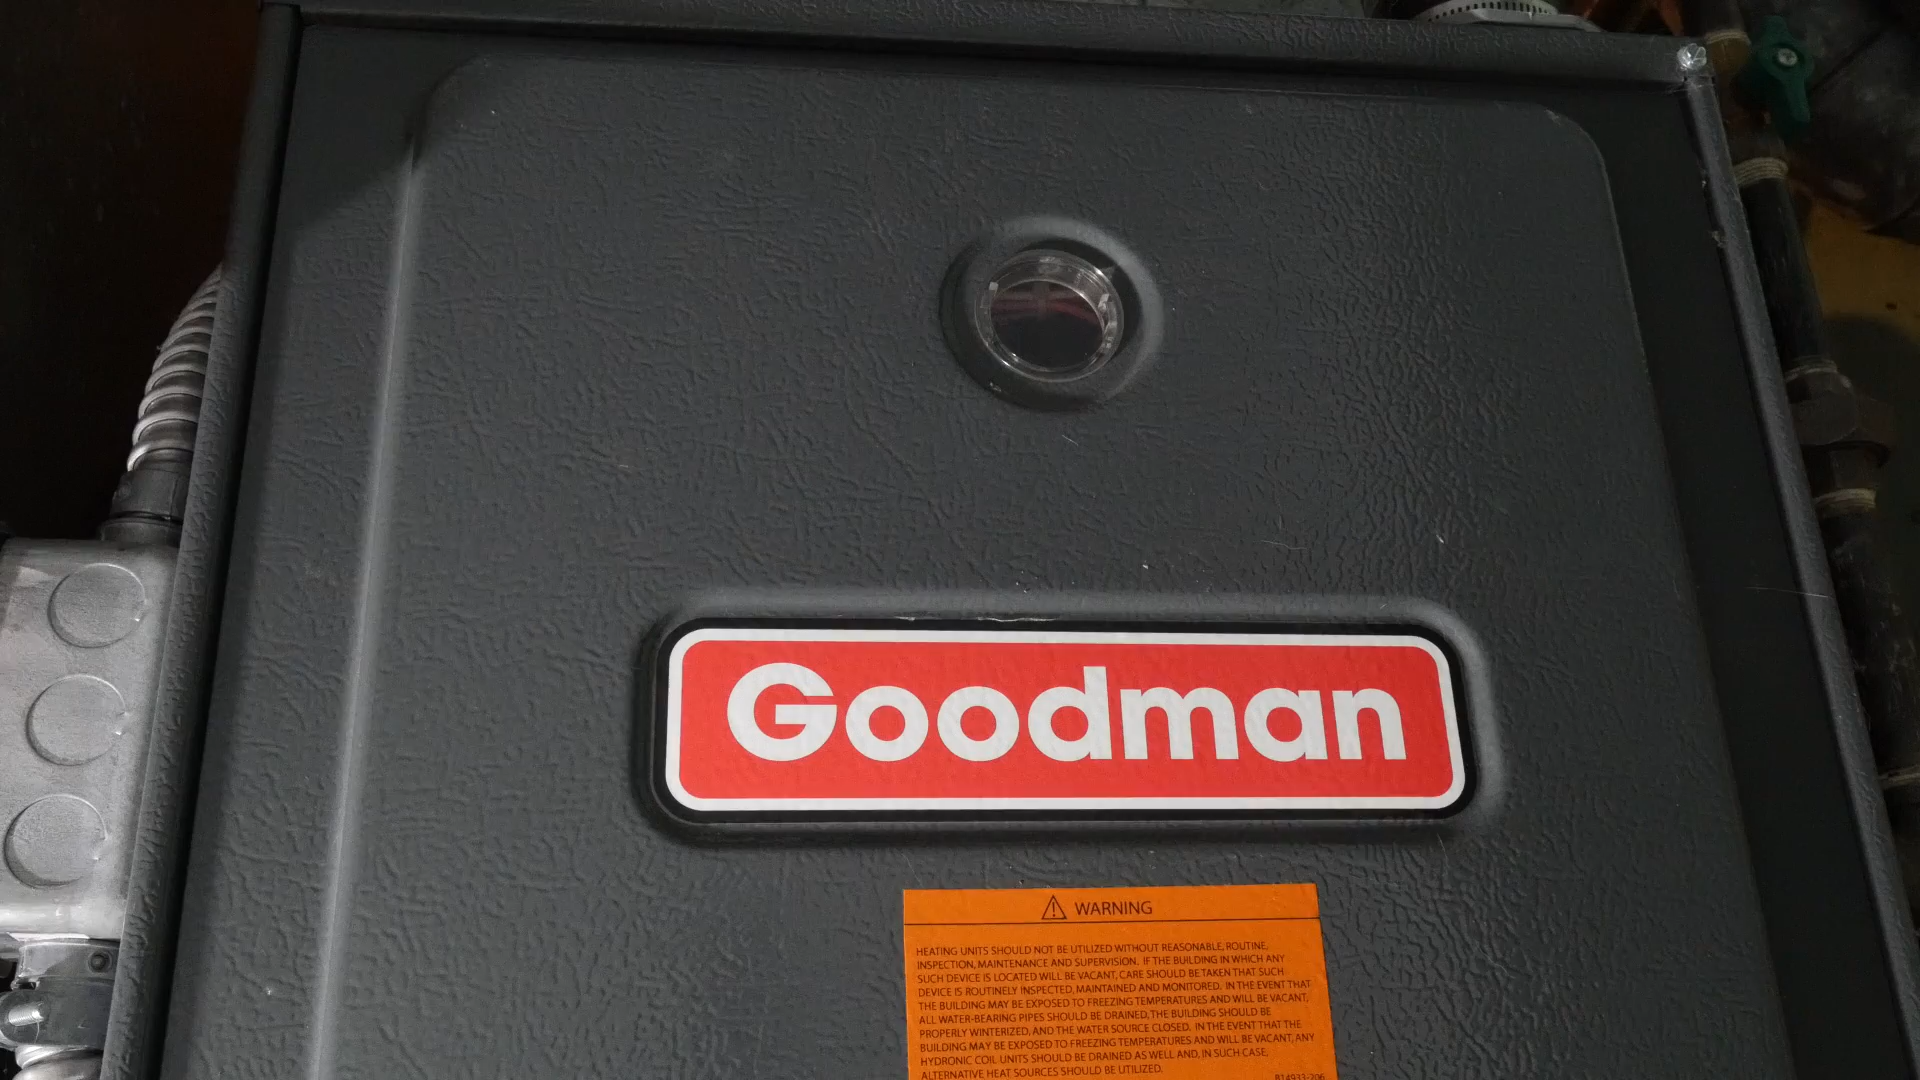 Goodman
WARNING
HEATING UNITS SHOULD NOT BE UTILIZED WITHOUT REASONABLE, ROUTINE,
INSPECTION, MAINTENANCE AND SUPERVISION. IF THE BUILDING IN WHICH ANY
SUCH DEVICE IS LOCATED WILL BE VACANT, CARE SHOULD BE TAKEN THAT SUCH
DEVICE IS ROUTINELY INSPECTED, MAINTAINED AND MONITORED. IN THE EVENT THAT
THE BUILDING MAY BE EXPOSED TO FREEZING TEMPERATURES AND WILL BE VACANT,
ALL WATER-BEARING PIPES SHOULD BE DRAINED, THE BUILDING SHOULD BE
PROPERLY WINTERIZED, AND THE WATER SOURCE CLOSED. IN THE EVENT THAT THE
BUILDING MAY BE EXPOSED TO FREEZING TEMPERATURES AND WILL BE VACANT, ANY
HYDRONIC COIL UNITS SHOULD BE DRAINED AS WELL AND, IN SUCH CASE,
ALTERNATIVE HEAT SOURCES SHOULD BE UTILIZED.
B14933-206